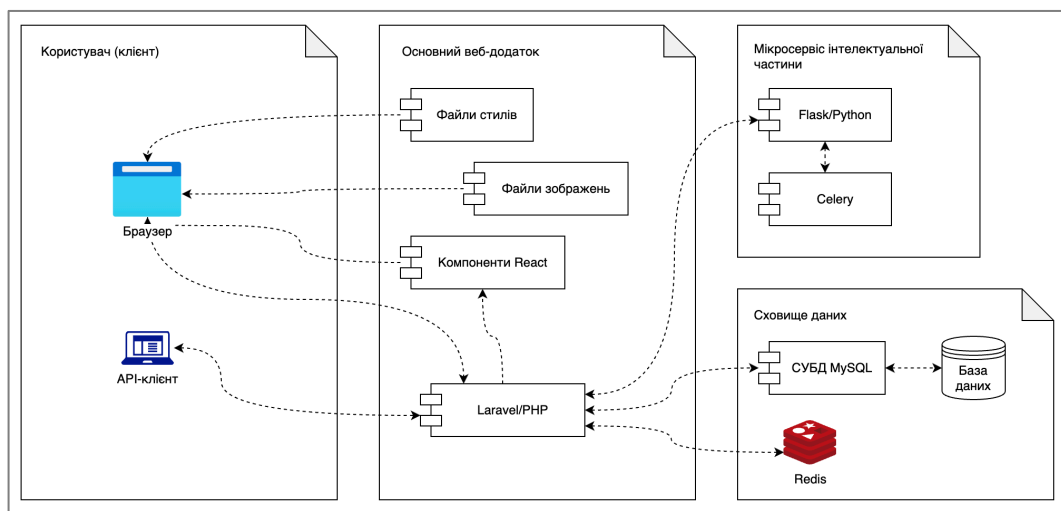 Користувач (клієнт)
Браузер
API-клієнт
Основний веб-додаток
Файли стилів
Файли зображень
Компоненти React
Laravel/PHP
Мікросервіс інтелектуальної
частини
Flask/Python
Celery
Сховище даних
СУБД MySQL
База
даних
Redis